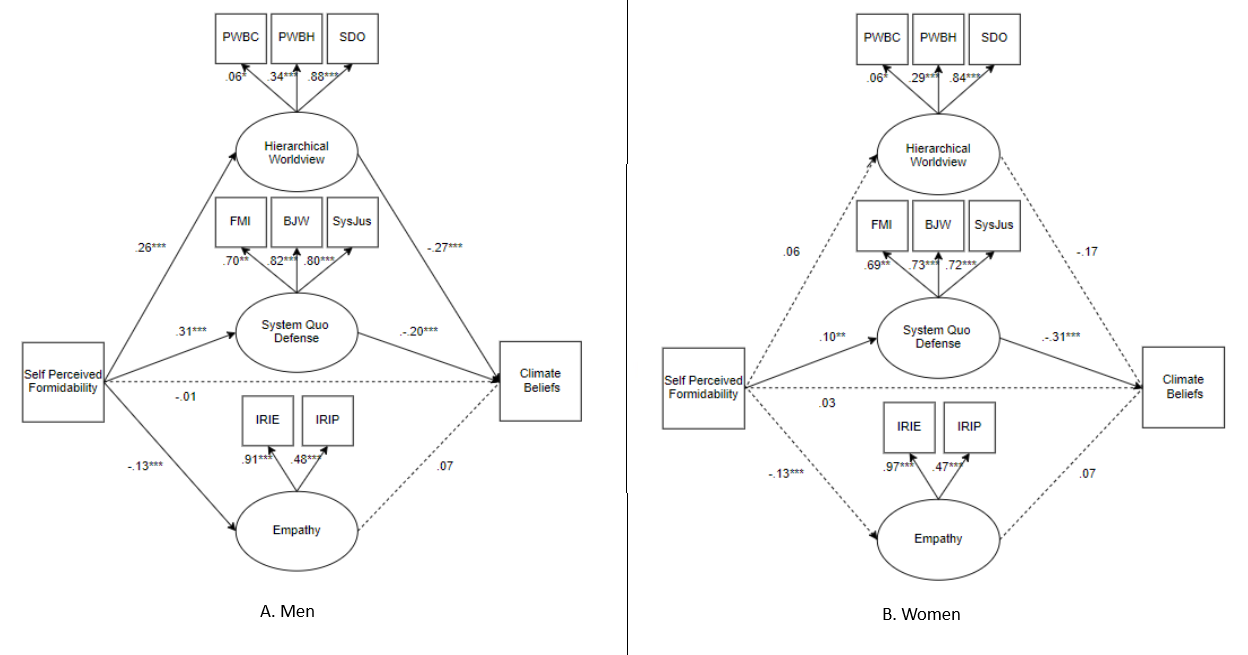 PWBC PWBH SDO
.06* .34*** .88***
Hierarchical
Worldview
FMI BJW SysJus
.26*** -.27***
.70** .82*** .80***
System Quo
Defense
.31*** -.20***
Self Perceived
Formidability
Climate
Beliefs
-.01
IRIE IRIP
.91*** .48***
-.13*** .07
Empathy
A. Men
PWBC PWBH SDO
.06* .29*** .84***
Hierarchical
Worldview
FMI BJW SysJus
.06 -.17
.69** .73*** .72***
System Quo
Defense
.10** -.31***
Self Perceived
Formidability
Climate
Beliefs
.03
IRIE IRIP
.97*** .47***
-.13*** .07
Empathy
B. Women